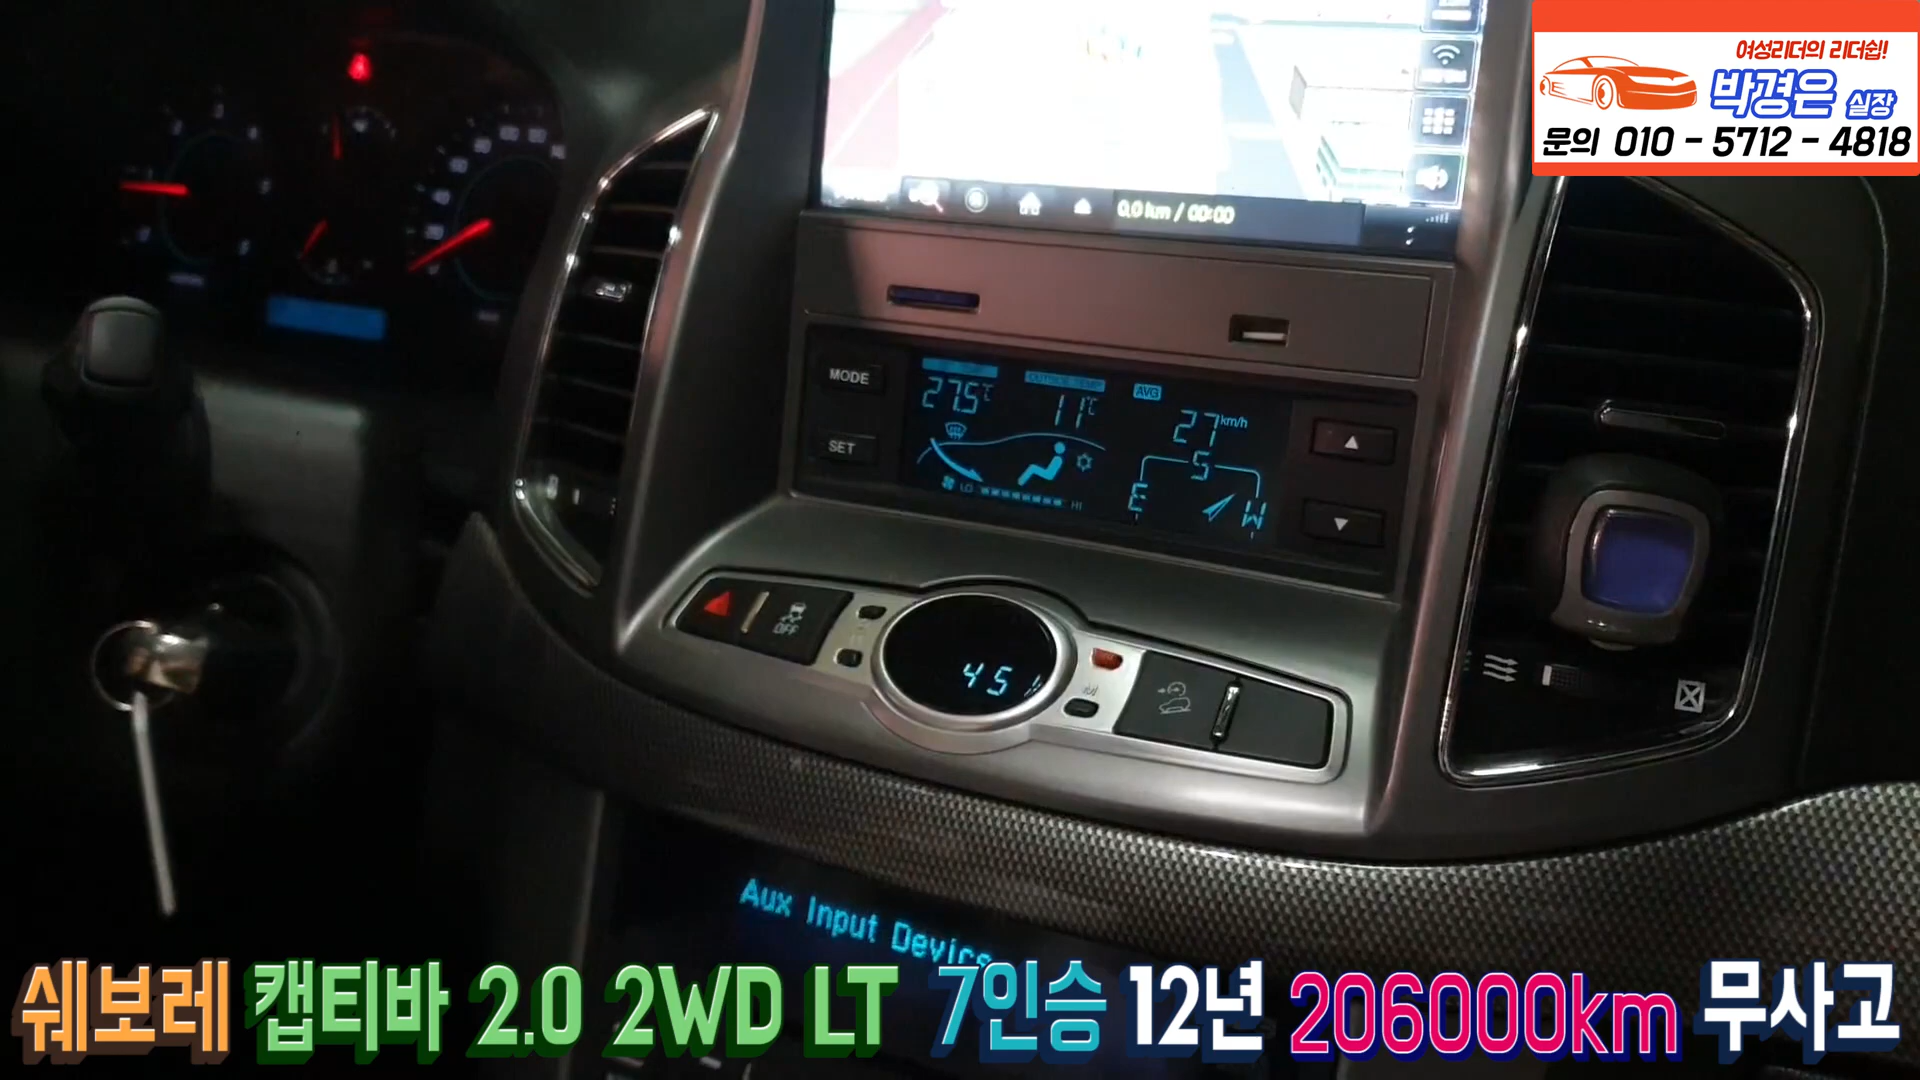 여성리더의 리더쉽!
박경은 실장
문의 010 - 5712 - 4818
0.0 km / 00:00
MODE
27.5℃
OUTSIDE TEMP
11℃
AVG
27 km/h
SET
S
E
W
LO
HI
OFF
45
Aux Input Device
쉐보레 캡티바 2.0 2WD LT 7인승 12년 206000km 무사고